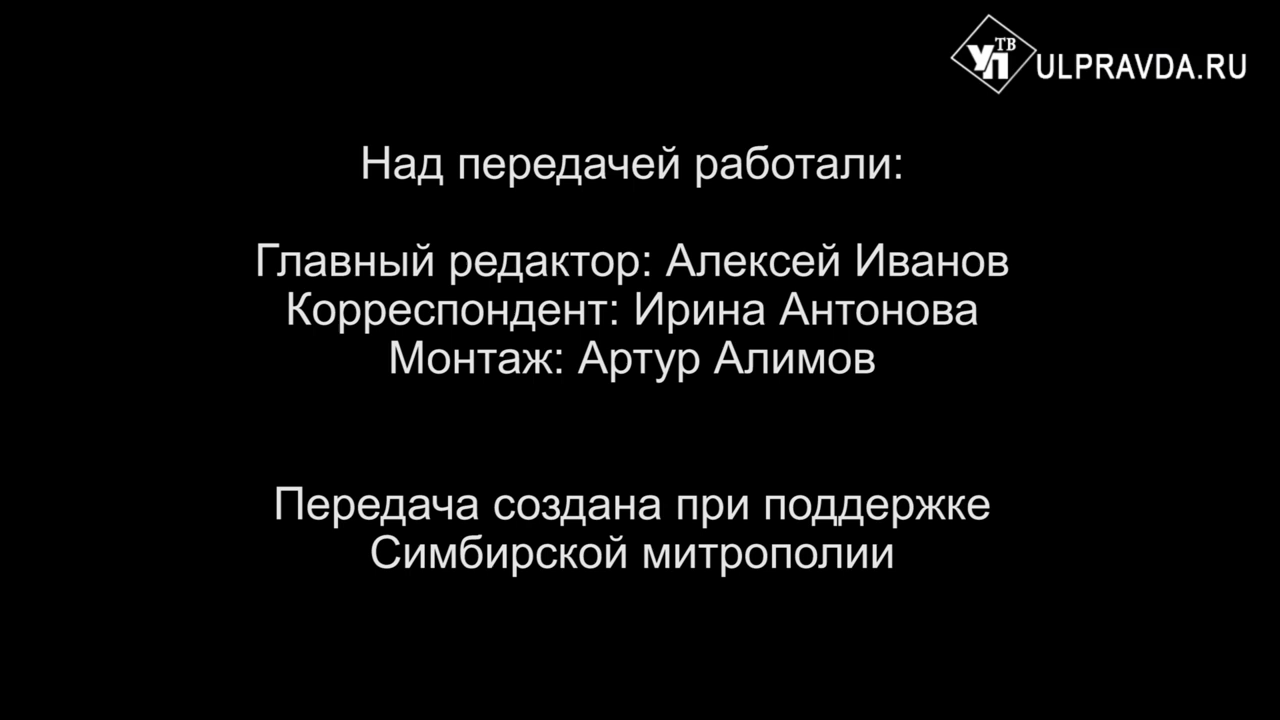 ТВ
УП
ULPRAVDA.RU
Над передачей работали:
Главный редактор: Алексей Иванов
Корреспондент: Ирина Антонова
Монтаж: Артур Алимов
Передача создана при поддержке
Симбирской митрополии